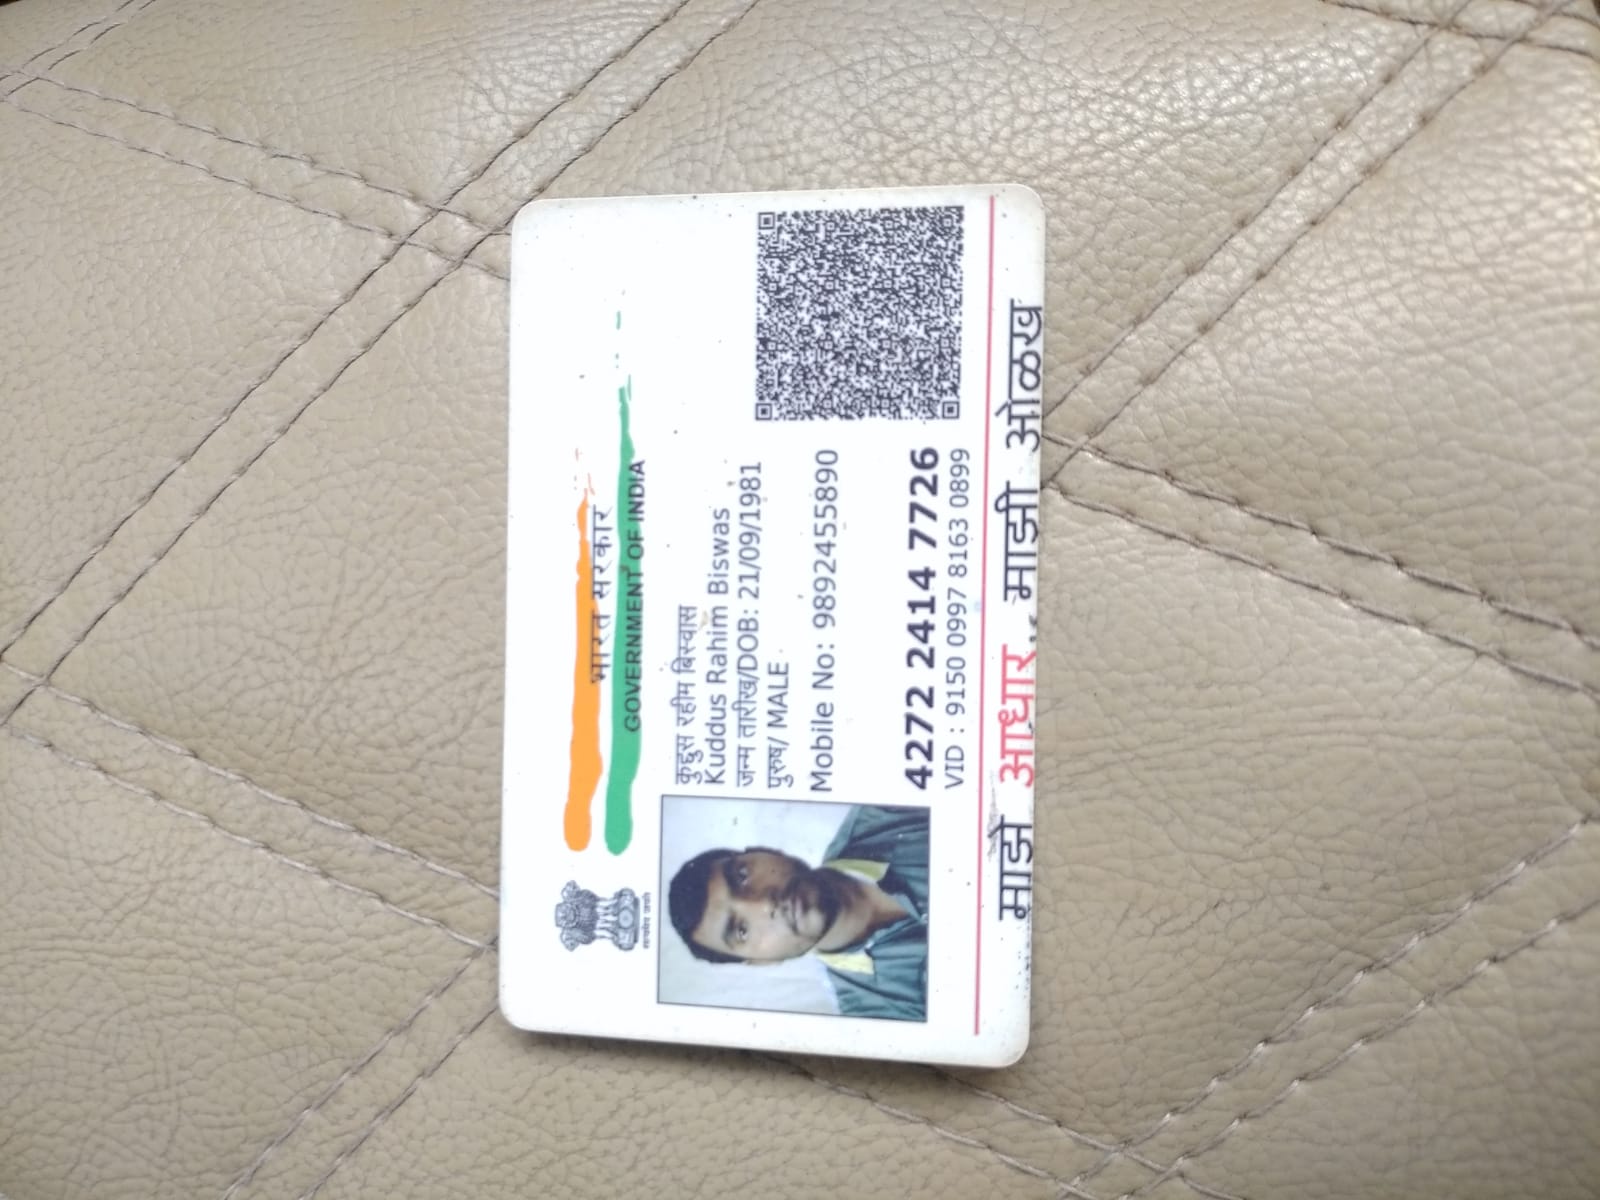 भारत सरकार
GOVERNMENT OF INDIA
सत्यमेव जयते
कुद्दुस रहीम बिस्वास
Kuddus Rahim Biswas
जन्म तारीख/DOB: 21/09/1981
पुरुष/ MALE
Mobile No: 9892455890
4272 2414 7726
VID : 9150 0997 8163 0899
माझे आधार, माझी ओळख